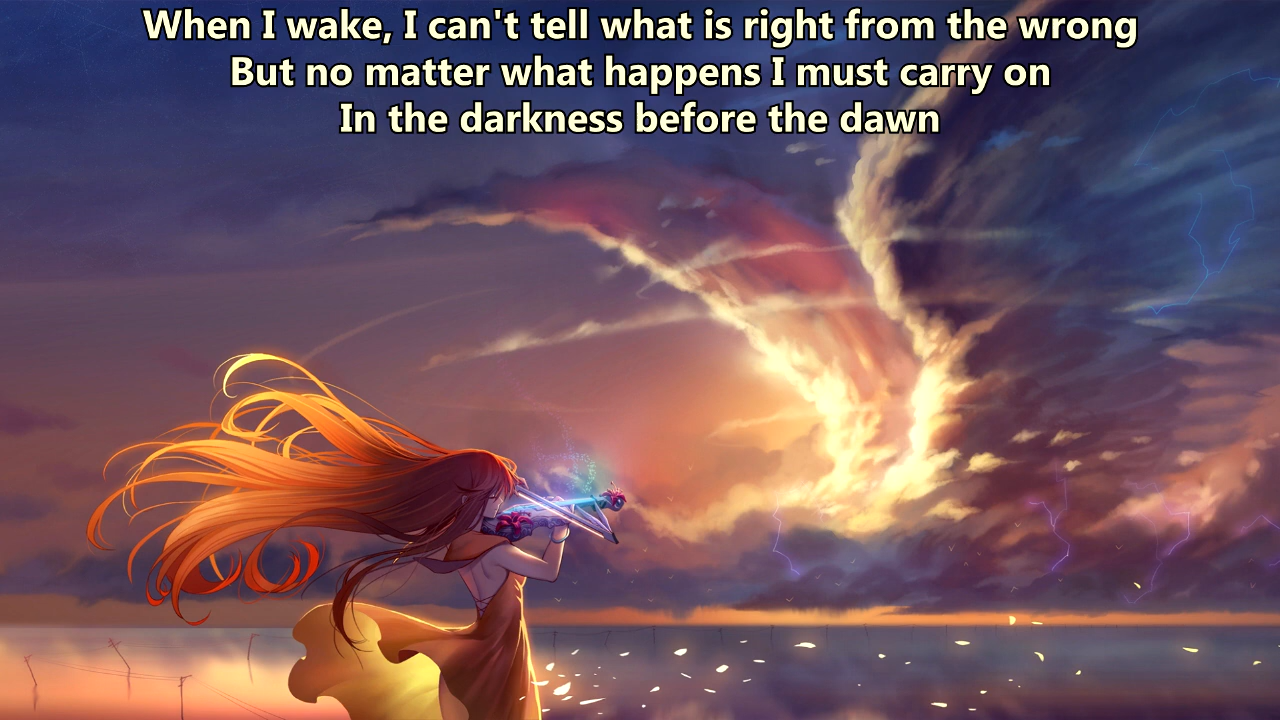 When I wake, I can't tell what is right from the wrong
But no matter what happens I must carry on
In the darkness before the dawn